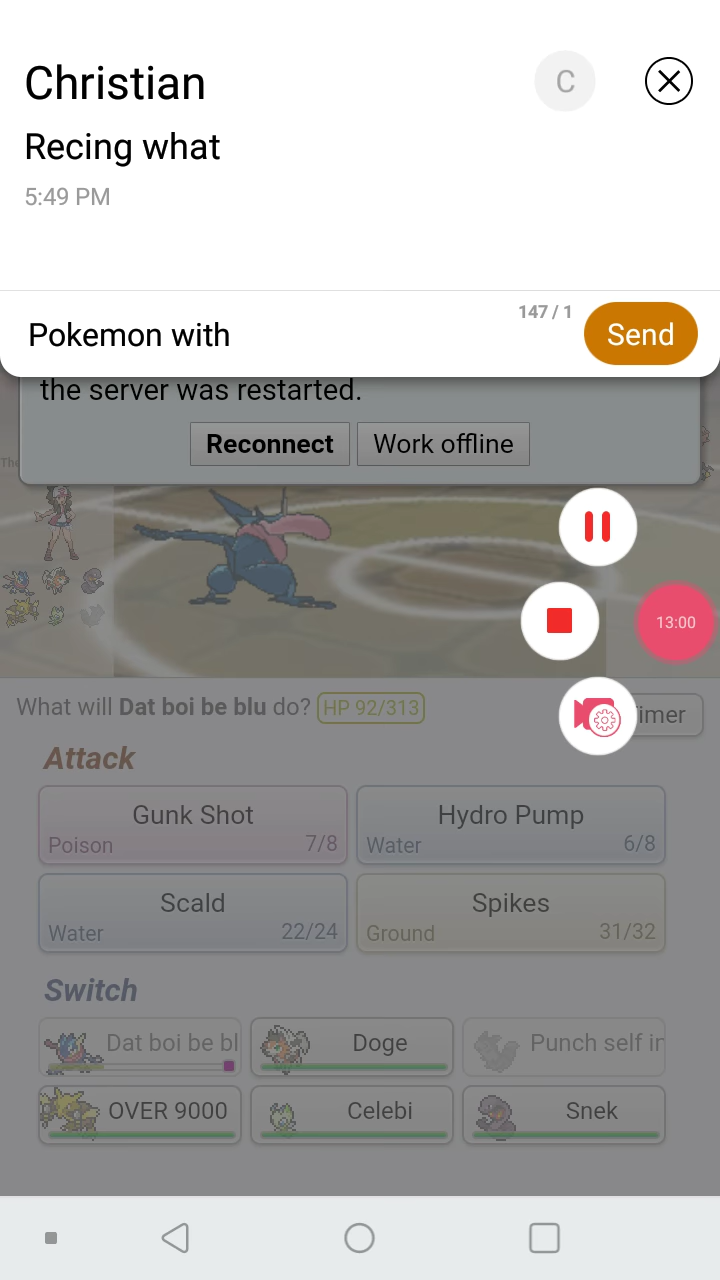 Christian
C
Recing what
5:49 PM
147 / 1
Pokemon with
Send
the server was restarted.
Reconnect
Work offline
The
13:00
What will Dat boi be blu do?
HP 92/313
imer
Attack
Gunk Shot
Poison
7/8
Hydro Pump
Water
6/8
Scald
Water
22/24
Spikes
Ground
31/32
Switch
Dat boi be bl
Doge
Punch self in
OVER 9000
Celebi
Snek